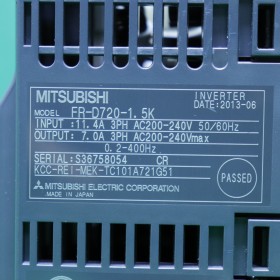 MITSUBISHI
INVERTER
MODEL FR-D720-1.5K
DATE:2013-06
INPUT :11.4A 3PH AC200-240V 50/60Hz
OUTPUT: 7.0A 3PH AC200-240Vmax
0.2-400Hz
SERIAL:S36758054 CR
KCC-REI-MEK-TC101A721G51
PASSED
MITSUBISHI ELECTRIC CORPORATION
MADE IN JAPAN